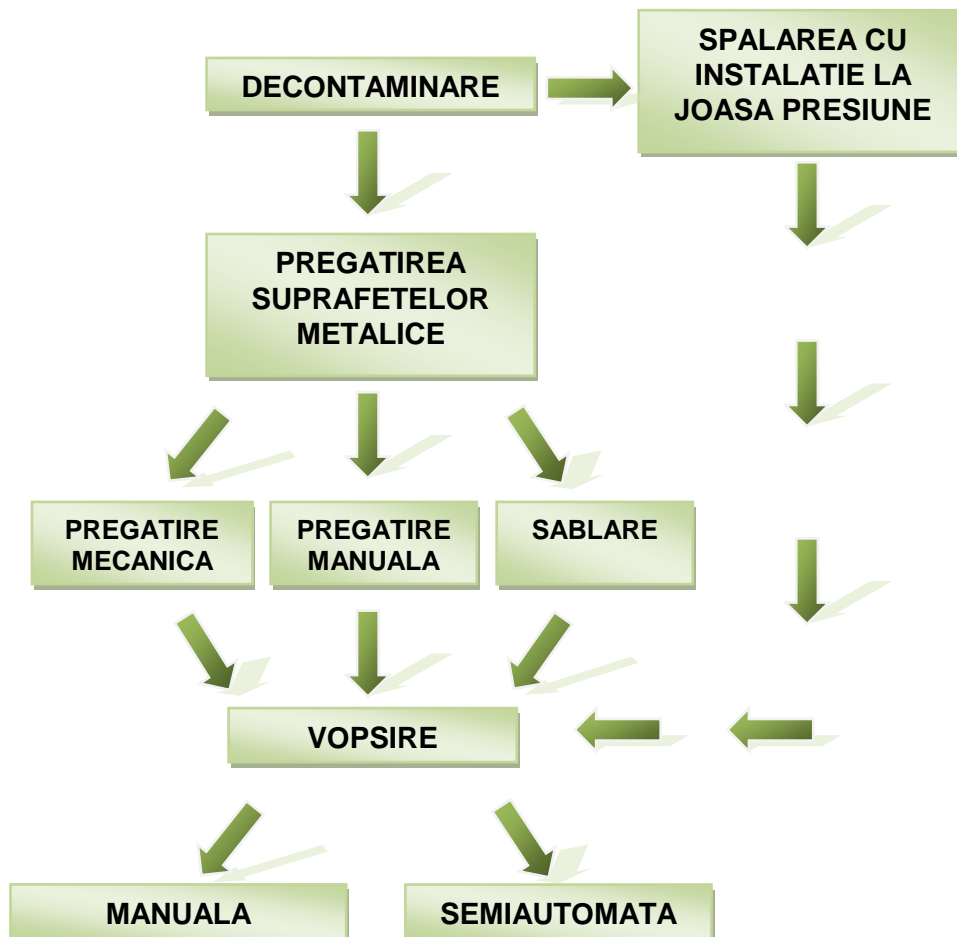 DECONTAMINARE
SPALAREA CU
INSTALATIE LA
JOASA PRESIUNE
PREGATIREA
SUPRAFETELOR
METALICE
PREGATIRE
MECANICA
PREGATIRE
MANUALA
SABLARE
VOPSIRE
MANUALA
SEMIAUTOMATA